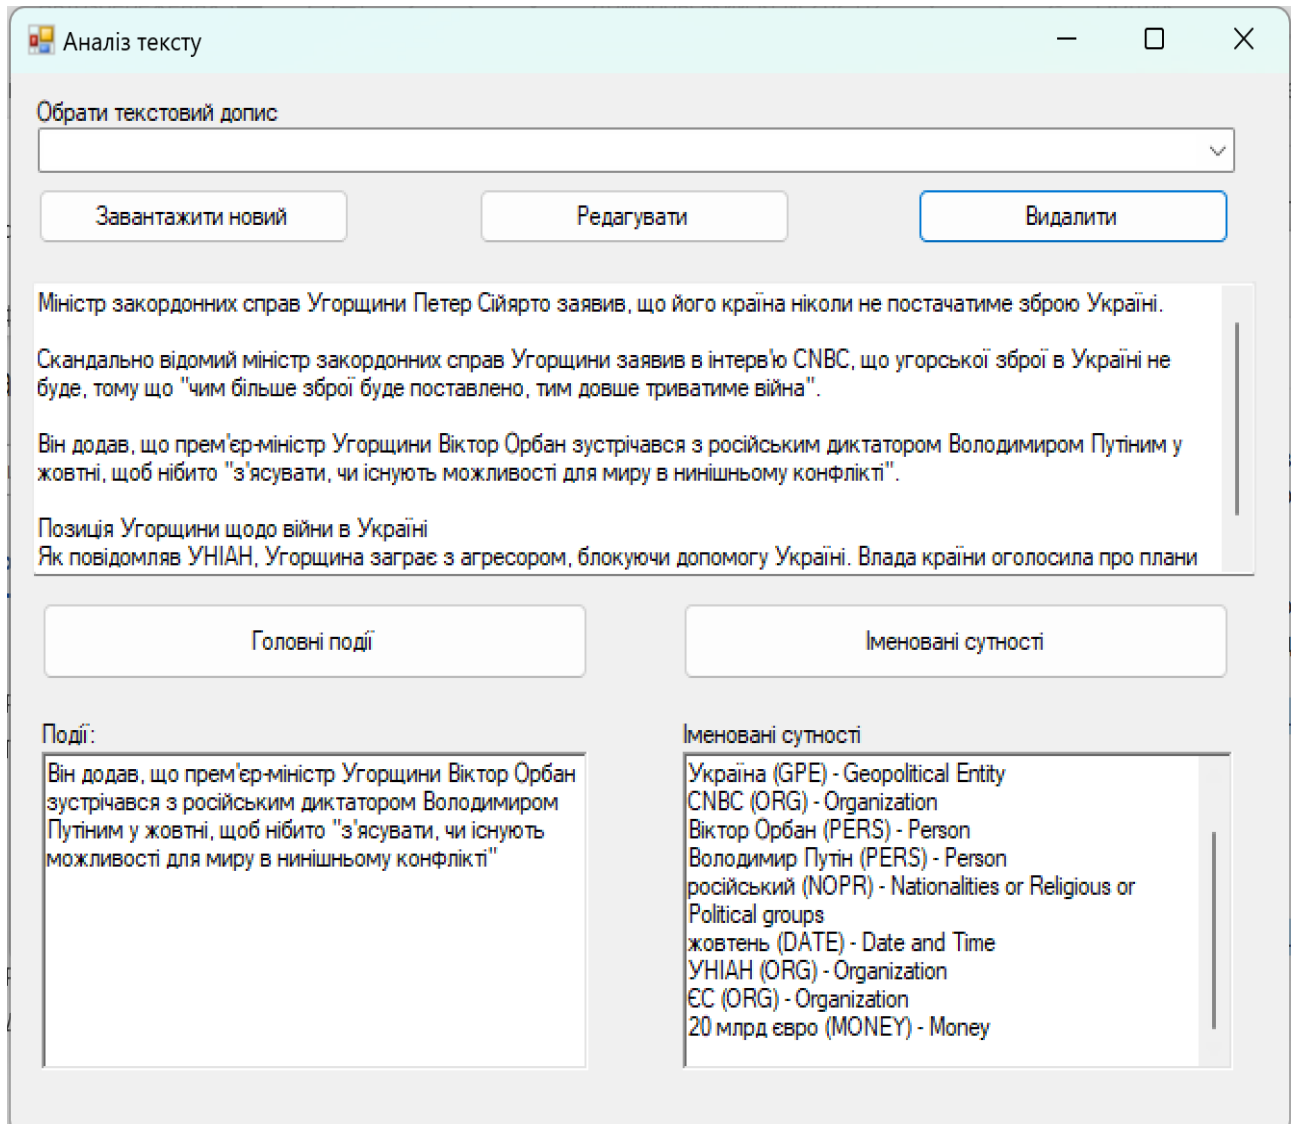 Аналіз тексту
Обрати текстовий допис
Завантажити новий
Редагувати
Видалити
Міністр закордонних справ Угорщини Петер Сійярто заявив, що його країна ніколи не постачатиме зброю Україні.
Скандально відомий міністр закордонних справ Угорщини заявив в інтерв'ю CNBC, що угорської зброї в Україні не
буде, тому що "чим більше зброї буде поставлено, тим довше триватиме війна".
Він додав, що прем'єр-міністр Угорщини Віктор Орбан зустрічався з російським диктатором Володимиром Путіним у
жовтні, щоб нібито "з'ясувати, чи існують можливості для миру в нинішньому конфлікті".
Позиція Угорщини щодо війни в Україні
Як повідомляв УНІАН, Угорщина заграє з агресором, блокуючи допомогу Україні. Влада країни оголосила про плани
Головні події
Іменовані сутності
Події:
Він додав, що прем'єр-міністр Угорщини Віктор Орбан
зустрічався з російським диктатором Володимиром
Путіним у жовтні, щоб нібито "з'ясувати, чи існують
можливості для миру в нинішньому конфлікті"
Іменовані сутності
Україна (GPE) - Geopolitical Entity
CNBC (ORG) - Organization
Віктор Орбан (PERS) - Person
Володимир Путін (PERS) - Person
російський (NOPR) - Nationalities or Religious or
Political groups
жовтень (DATE) - Date and Time
УНІАН (ORG) - Organization
ЄС (ORG) - Organization
20 млрд євро (MONEY) - Money